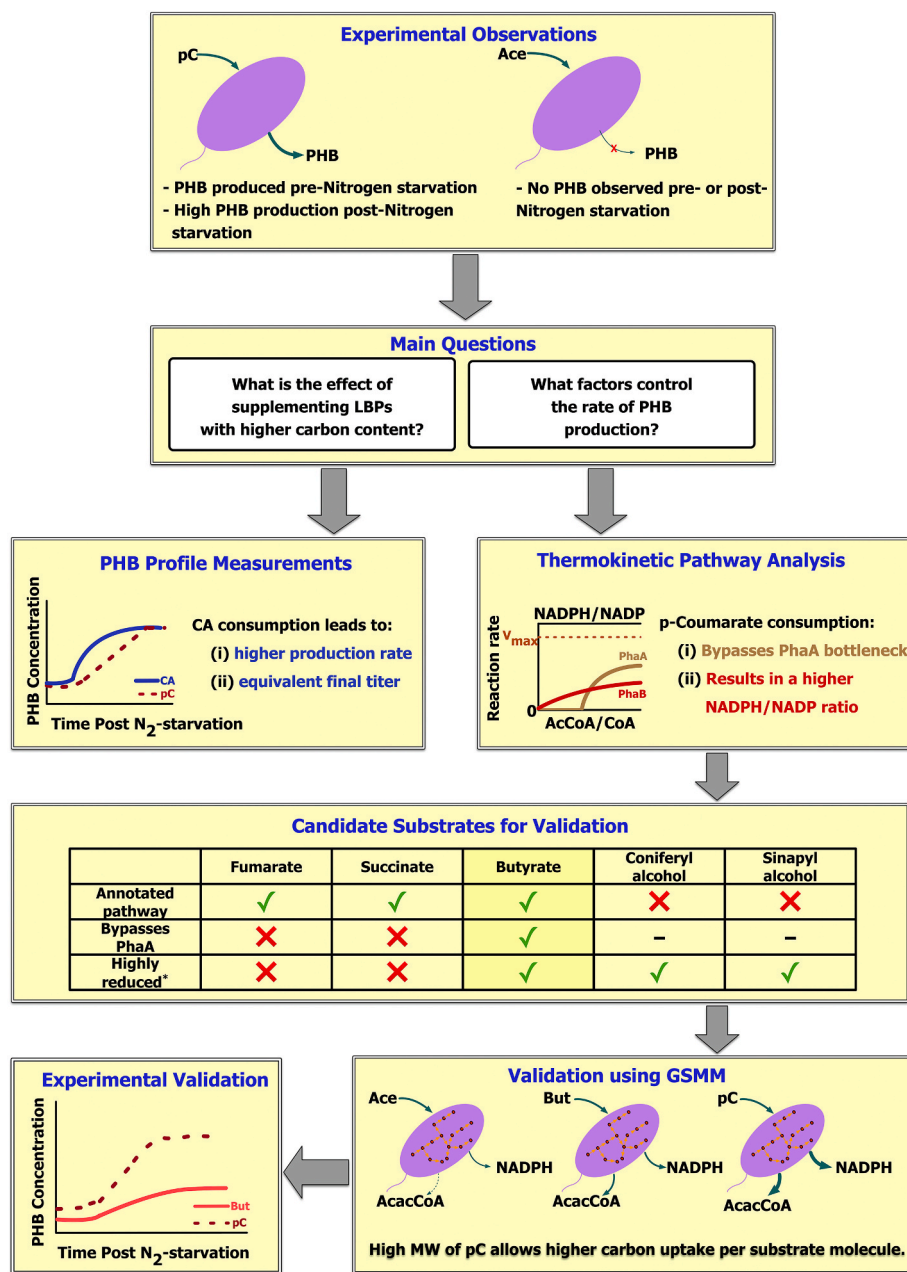 Experimental Observations
pC
PHB
- PHB produced pre-Nitrogen starvation
- High PHB production post-Nitrogen
starvation
Ace
x
PHB
- No PHB observed pre- or post-
Nitrogen starvation
Main Questions
What is the effect of
supplementing LBPs
with higher carbon content?
What factors control
the rate of PHB
production?
PHB Profile Measurements
PHB Concentration
CA
pC
Time Post N2-starvation
CA consumption leads to:
(i) higher production rate
(ii) equivalent final titer
Thermokinetic Pathway Analysis
Reaction rate
NADPH/NADP
Vmax
PhaA
PhaB
0
AcCoA/CoA
p-Coumarate consumption:
(i) Bypasses PhaA bottleneck
(ii) Results in a higher
NADPH/NADP ratio
Candidate Substrates for Validation
Fumarate Succinate Butyrate Coniferyl alcohol Sinapyl alcohol
Annotated pathway ✓ ✓ ✓ ✕ ✕
Bypasses PhaA ✕ ✕ ✓ – –
Highly reduced* ✕ ✕ ✓ ✓ ✓
Experimental Validation
PHB Concentration
But
pC
Time Post N2-starvation
Validation using GSMM
Ace
NADPH
AcacCoA
But
NADPH
AcacCoA
pC
NADPH
AcacCoA
High MW of pC allows higher carbon uptake per substrate molecule.